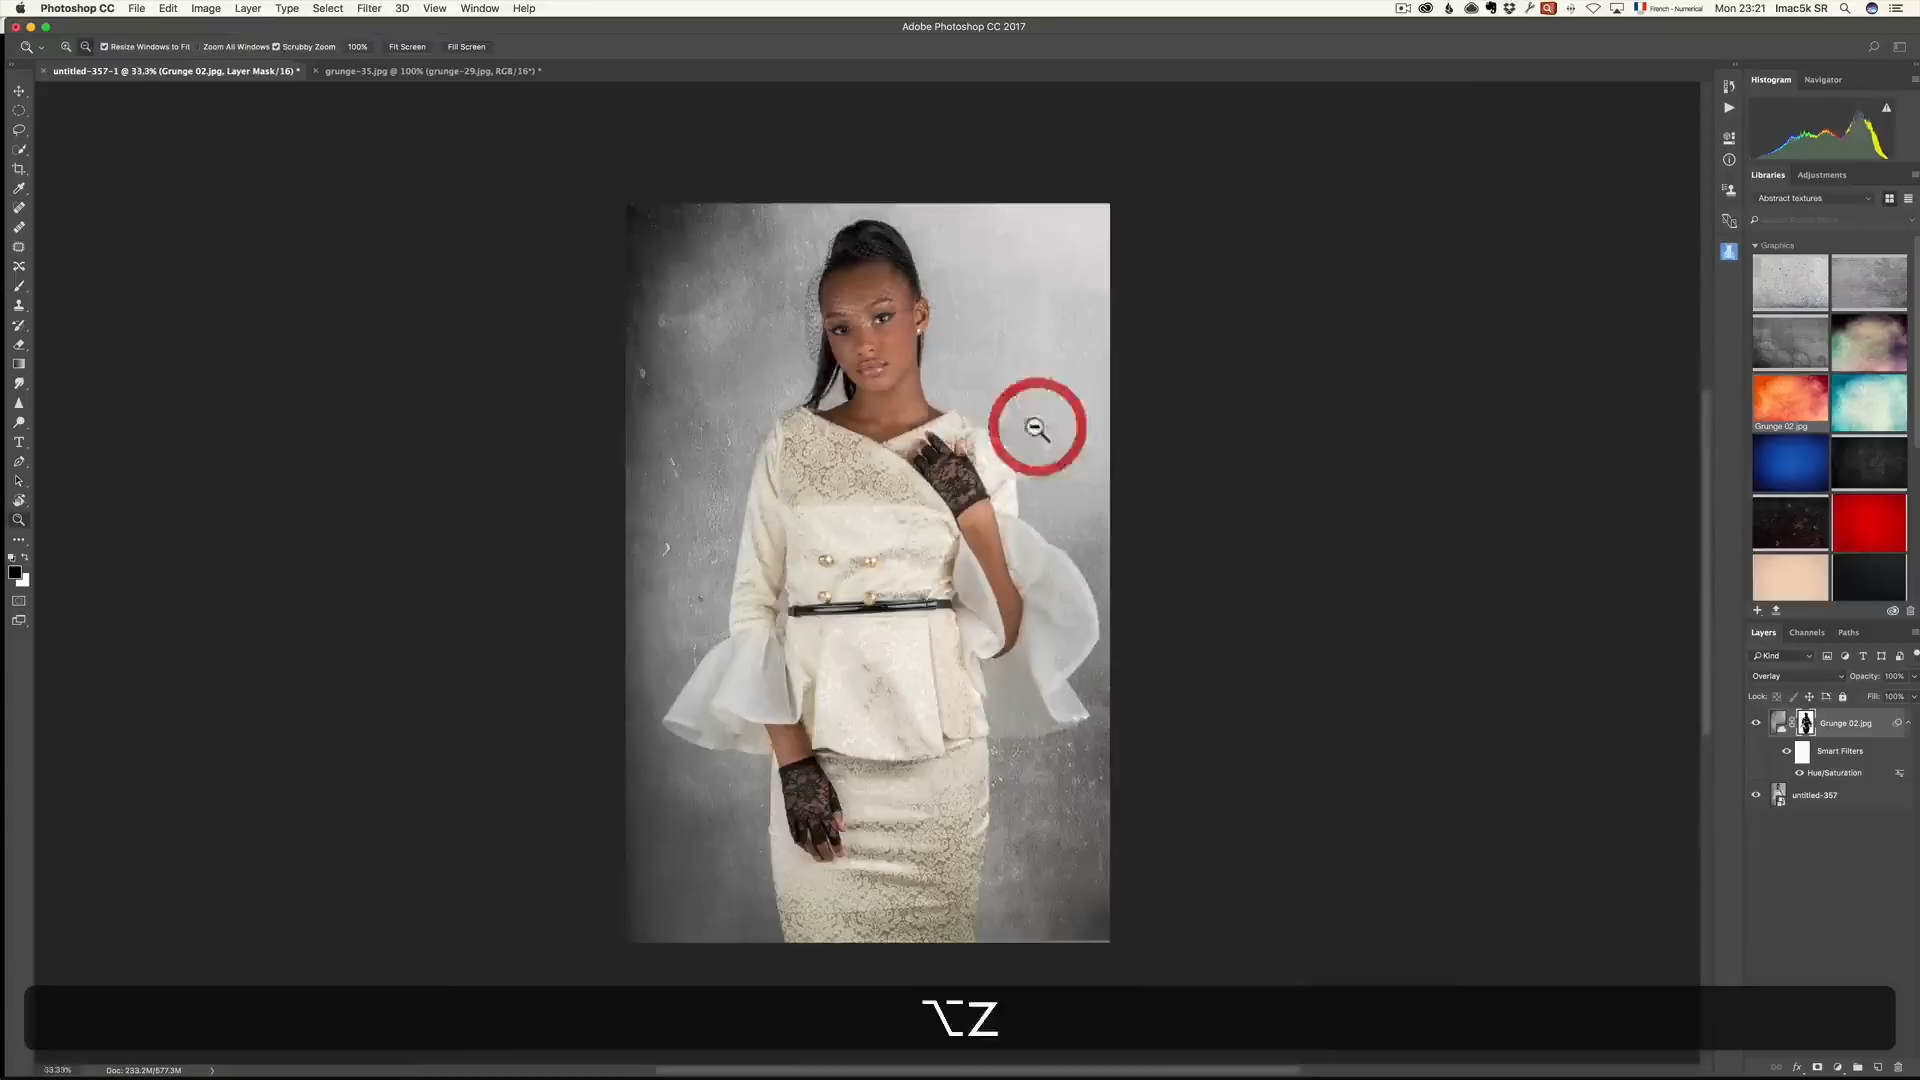 Photoshop CC File Edit Image Layer Type Select Filter 3D View Window Help French - Numerical Mon 23:21 Imac5k SR
Adobe Photoshop CC 2017
Resize Windows to Fit Zoom All Windows Scrubby Zoom 100% Fit Screen Fill Screen
untitled-357-1 @ 33,3% (Grunge 02.jpg, Layer Mask/16) * grunge-35.jpg @ 100% (grunge-29.jpg, RGB/16*) *
Histogram Navigator
Libraries Adjustments
Abstract textures
Graphics
Grunge 02.jpg
Layers Channels Paths
Kind
Overlay Opacity: 100%
Lock: Fill: 100%
Grunge 02.jpg
Smart Filters
Hue/Saturation
untitled-357
⌥Z
Doc: 233.2M/577.3M
fx